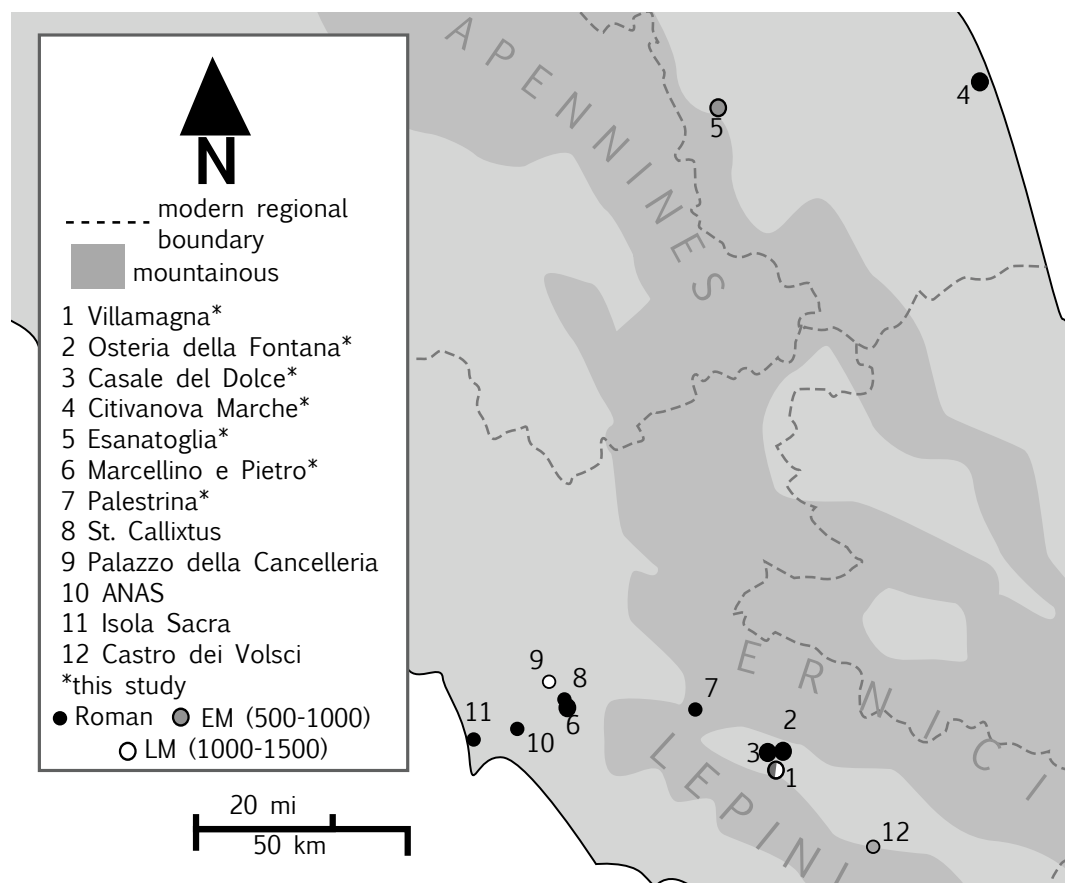 N
modern regional
boundary
mountainous
1 Villamagna*
2 Osteria della Fontana*
3 Casale del Dolce*
4 Citivanova Marche*
5 Esanatoglia*
6 Marcellino e Pietro*
7 Palestrina*
8 St. Callixtus
9 Palazzo della Cancelleria
10 ANAS
11 Isola Sacra
12 Castro dei Volsci
*this study
Roman EM (500-1000)
LM (1000-1500)
20 mi
50 km
APENNINES
4
5
ERNICI
LEPINI
9
8
6
7
11
10
2
3
1
12